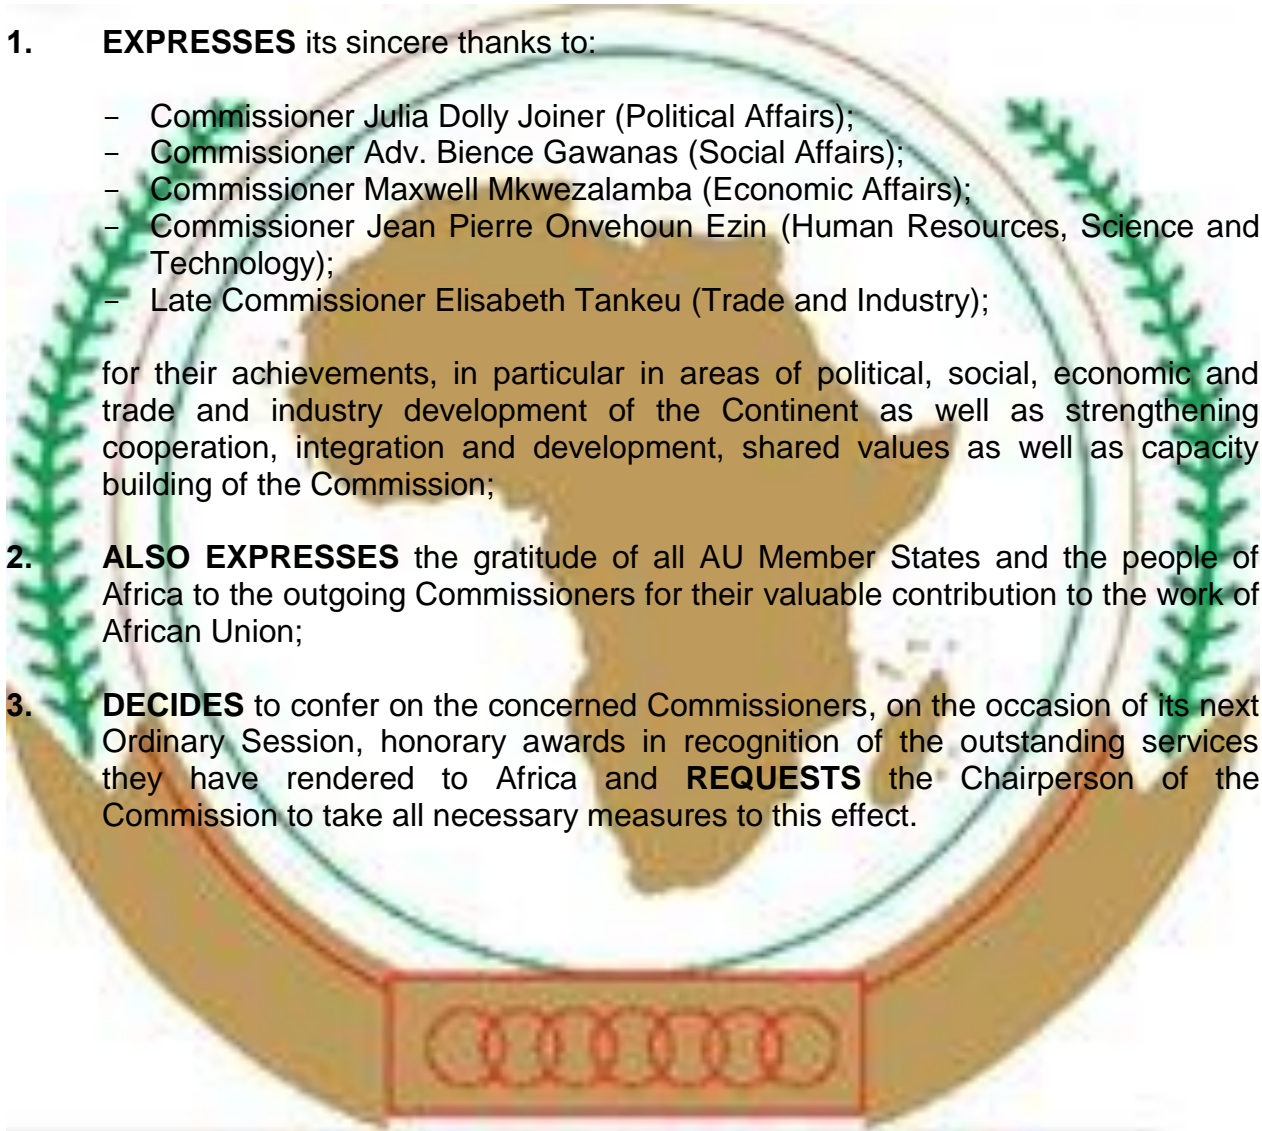 1. EXPRESSES its sincere thanks to:
- Commissioner Julia Dolly Joiner (Political Affairs);
- Commissioner Adv. Bience Gawanas (Social Affairs);
- Commissioner Maxwell Mkwezalamba (Economic Affairs);
- Commissioner Jean Pierre Onvehoun Ezin (Human Resources, Science and
Technology);
- Late Commissioner Elisabeth Tankeu (Trade and Industry);
for their achievements, in particular in areas of political, social, economic and
trade and industry development of the Continent as well as strengthening
cooperation, integration and development, shared values as well as capacity
building of the Commission;
2. ALSO EXPRESSES the gratitude of all AU Member States and the people of
Africa to the outgoing Commissioners for their valuable contribution to the work of
African Union;
3. DECIDES to confer on the concerned Commissioners, on the occasion of its next
Ordinary Session, honorary awards in recognition of the outstanding services
they have rendered to Africa and REQUESTS the Chairperson of the
Commission to take all necessary measures to this effect.